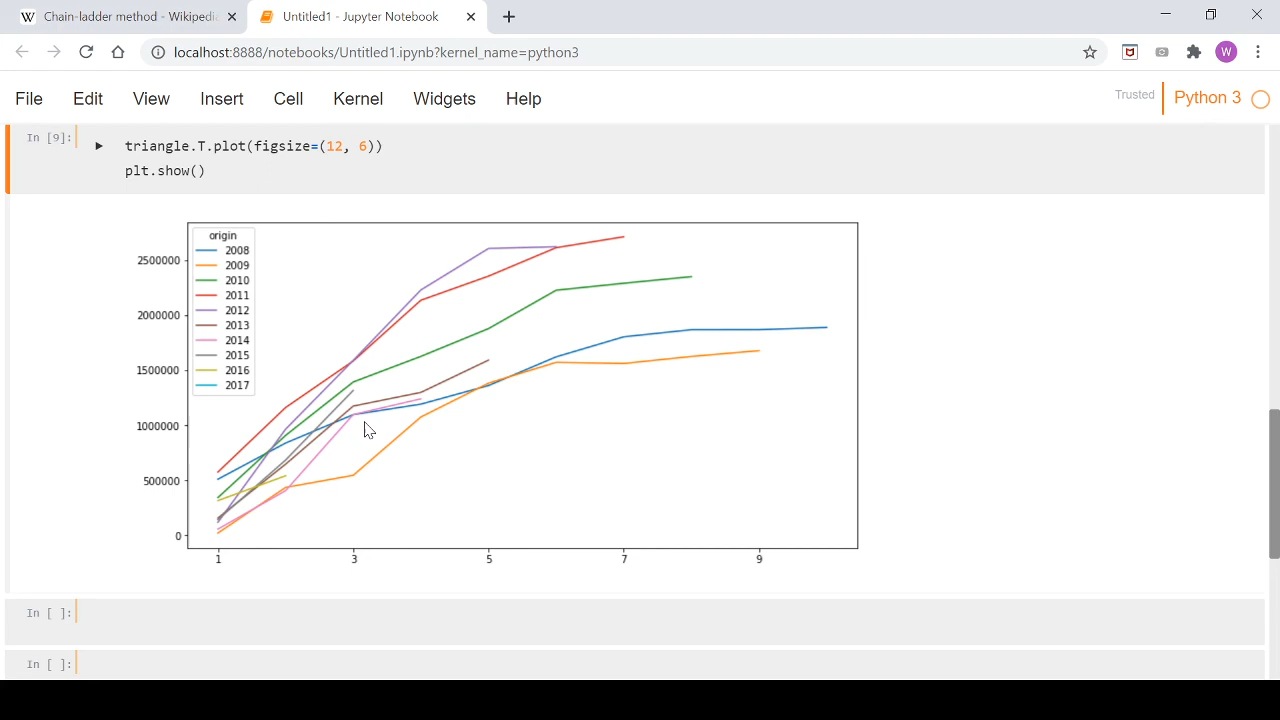 Chain-ladder method - Wikipedi
Untitled1 - Jupyter Notebook
localhost:8888/notebooks/Untitled1.ipynb?kernel_name=python3
W
File Edit View Insert Cell Kernel Widgets Help
Trusted
Python 3
In [9]:
triangle.T.plot(figsize=(12, 6))
plt.show()
origin
2008
2009
2010
2011
2012
2013
2014
2015
2016
2017
2500000
2000000
1500000
1000000
500000
0
1 3 5 7 9
In [ ]:
In [ ]: